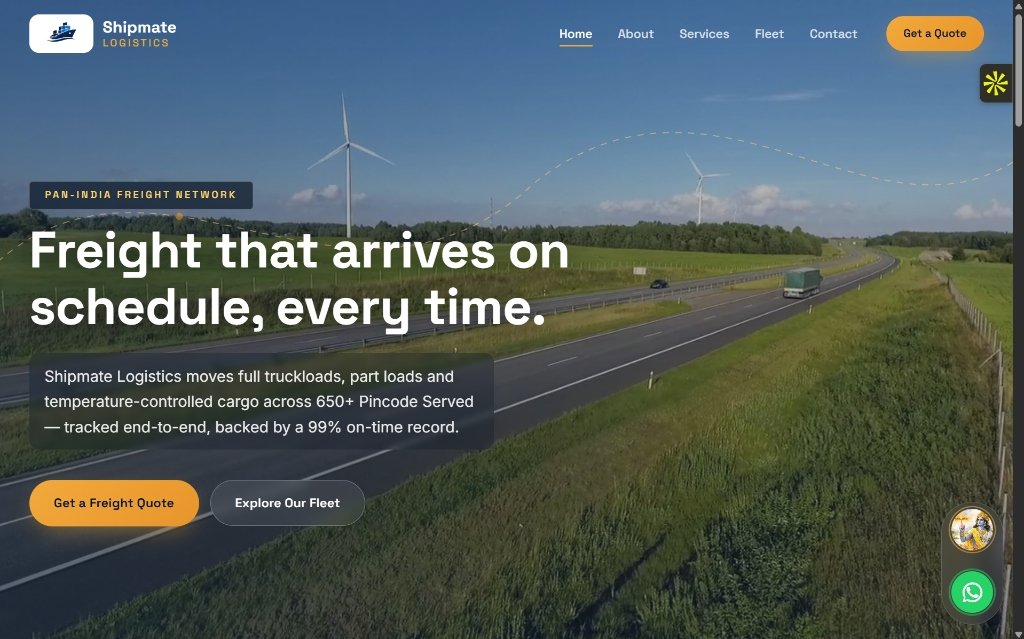 Shipmate
LOGISTICS
Home About Services Fleet Contact Get a Quote
PAN-INDIA FREIGHT NETWORK
Freight that arrives on
schedule, every time.
Shipmate Logistics moves full truckloads, part loads and
temperature-controlled cargo across 650+ Pincode Served
— tracked end-to-end, backed by a 99% on-time record.
Get a Freight Quote Explore Our Fleet